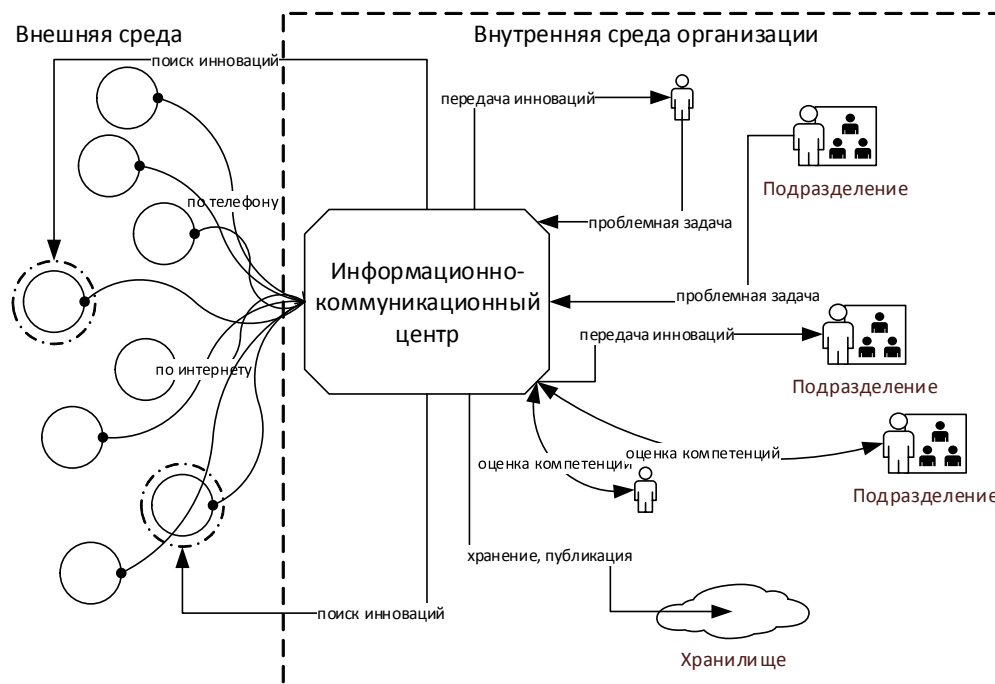 Внешняя среда
Внутренняя среда организации
поиск инноваций
передача инноваций
Подразделение
по телефону
проблемная задача
Информационно-
коммуникационный
центр
проблемная задача
передача инноваций
по интернету
Подразделение
оценка компетенций
оценка компетенций
Подразделение
хранение, публикация
поиск инноваций
Хранилище